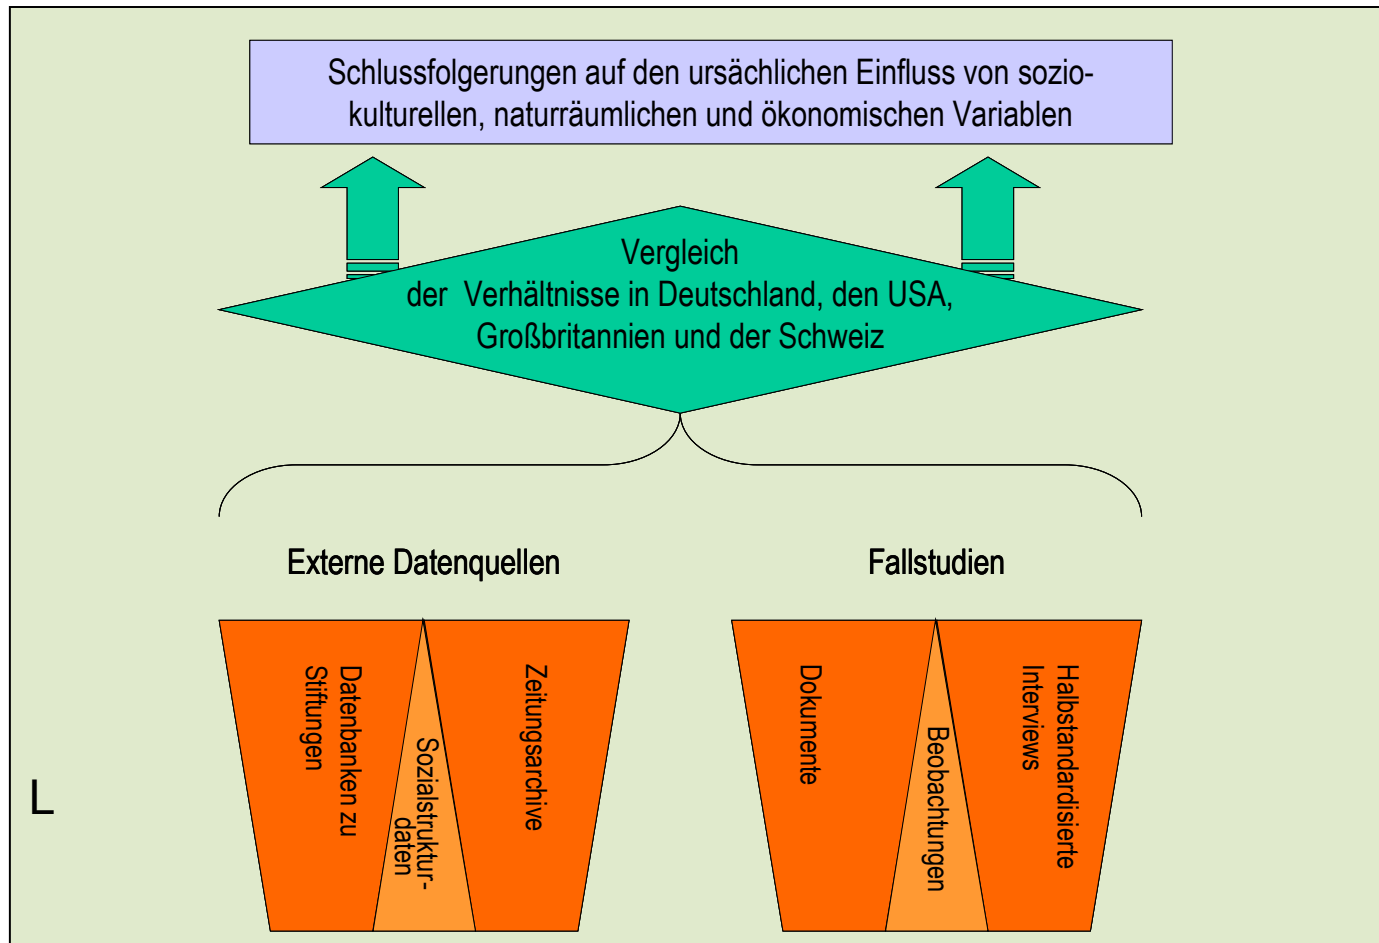 Schlussfolgerungen auf den ursächlichen Einfluss von sozio-
kulturellen, naturräumlichen und ökonomischen Variablen
Vergleich
der Verhältnisse in Deutschland, den USA,
Großbritannien und der Schweiz
Externe Datenquellen
Fallstudien
Datenbanken zu
Stiftungen
Sozialstruktur-
daten
Zeitungsarchive
Dokumente
Beobachtungen
Halbstandardisierte
Interviews
L